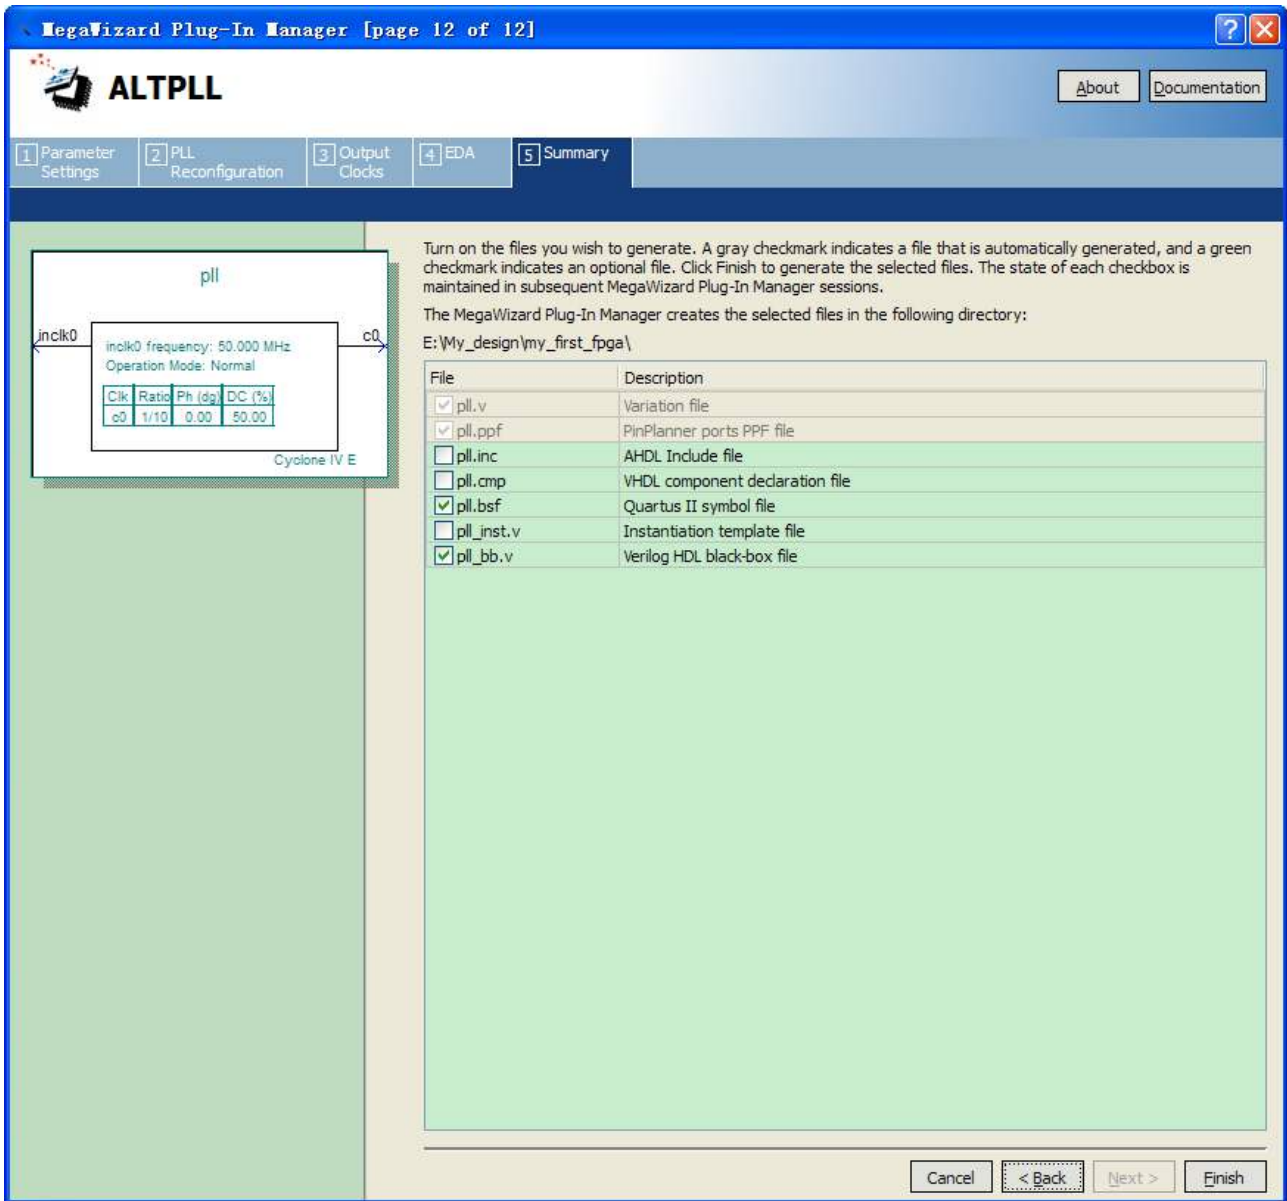 MegaWizard Plug-In Manager [page 12 of 12]
ALTPLL
About
Documentation
1 Parameter Settings
2 PLL Reconfiguration
3 Output Clocks
4 EDA
5 Summary
pll
inclk0
c0
inclk0 frequency: 50.000 MHz
Operation Mode: Normal
Clk Ratio Ph (dg) DC (%)
c0 1/10 0.00 50.00
Cyclone IV E
Turn on the files you wish to generate. A gray checkmark indicates a file that is automatically generated, and a green
checkmark indicates an optional file. Click Finish to generate the selected files. The state of each checkbox is
maintained in subsequent MegaWizard Plug-In Manager sessions.
The MegaWizard Plug-In Manager creates the selected files in the following directory:
E:\My_design\my_first_fpga\
File Description
pll.v Variation file
pll.ppf PinPlanner ports PPF file
pll.inc AHDL Include file
pll.cmp VHDL component declaration file
pll.bsf Quartus II symbol file
pll_inst.v Instantiation template file
pll_bb.v Verilog HDL black-box file
Cancel
< Back
Next >
Finish